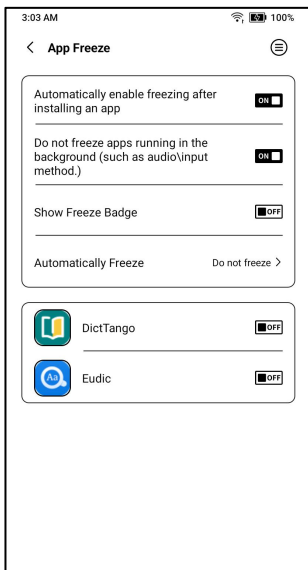 3:03 AM 100%
App Freeze
Automatically enable freezing after
installing an app
ON
Do not freeze apps running in the
background (such as audio\input
method.)
ON
Show Freeze Badge
OFF
Automatically Freeze Do not freeze
DictTango
OFF
Aa
Eudic
OFF